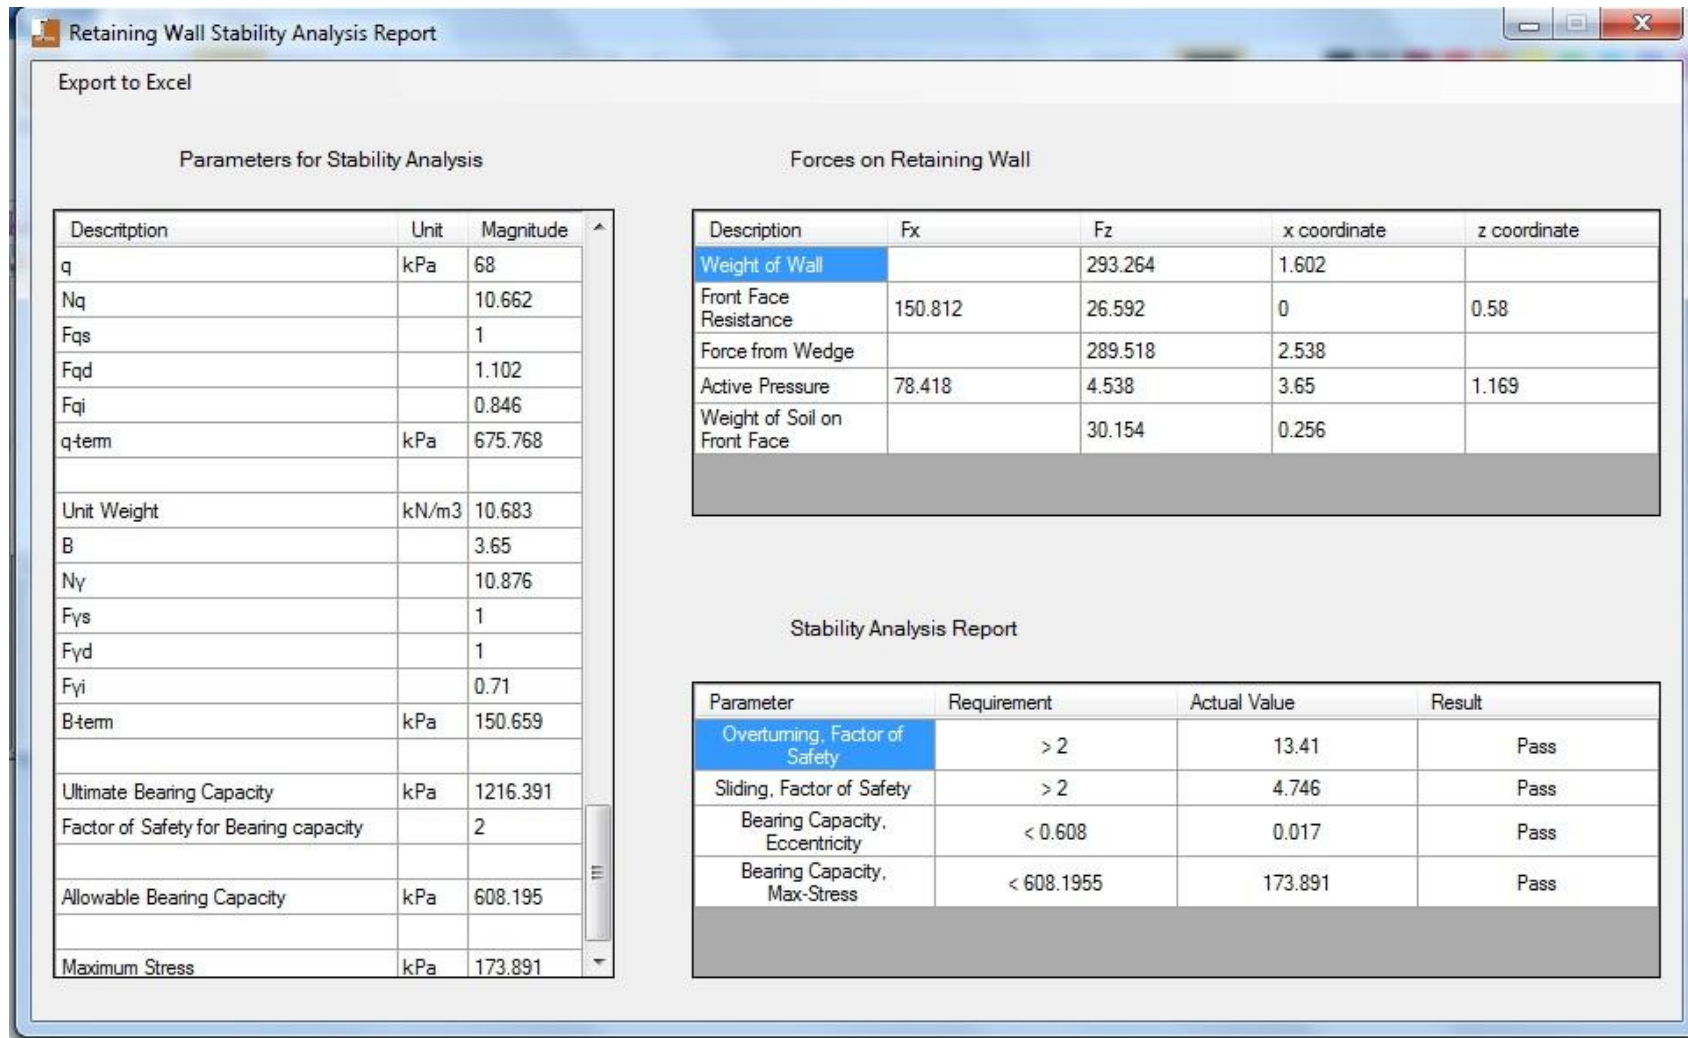 Retaining Wall Stability Analysis Report
Export to Excel
Parameters for Stability Analysis
Descritption Unit Magnitude
q kPa 68
Nq 10.662
Fqs 1
Fqd 1.102
Fqi 0.846
q-term kPa 675.768
Unit Weight kN/m3 10.683
B 3.65
Nγ 10.876
Fγs 1
Fγd 1
Fγi 0.71
B-term kPa 150.659
Ultimate Bearing Capacity kPa 1216.391
Factor of Safety for Bearing capacity 2
Allowable Bearing Capacity kPa 608.195
Maximum Stress kPa 173.891
Forces on Retaining Wall
Description Fx Fz x coordinate z coordinate
Weight of Wall 293.264 1.602
Front Face
Resistance 150.812 26.592 0 0.58
Force from Wedge 289.518 2.538
Active Pressure 78.418 4.538 3.65 1.169
Weight of Soil on
Front Face 30.154 0.256
Stability Analysis Report
Parameter Requirement Actual Value Result
Overturning, Factor of
Safety > 2 13.41 Pass
Sliding, Factor of Safety > 2 4.746 Pass
Bearing Capacity,
Eccentricity < 0.608 0.017 Pass
Bearing Capacity,
Max-Stress < 608.1955 173.891 Pass